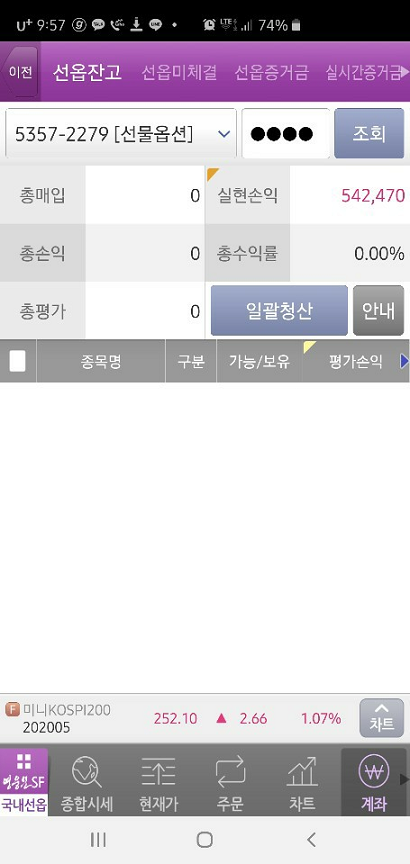 U+ 9:57 LTE 74%
이전 선옵잔고 선옵미체결 선옵증거금 실시간증거금
5357-2279 [선물옵션] ●●●● 조회
총매입 0 실현손익 542,470
총손익 0 총수익률 0.00%
총평가 0 일괄청산 안내
종목명 구분 가능/보유 평가손익
F 미니KOSPI200 252.10 ▲ 2.66 1.07% 차트
202005
영웅문SF
국내선옵 종합시세 현재가 주문 차트 계좌